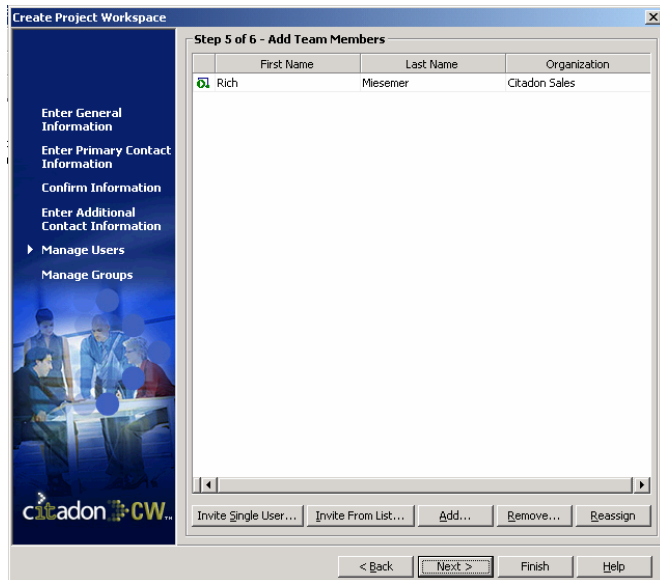 Create Project Workspace
Step 5 of 6 - Add Team Members
First Name Last Name Organization
Rich Miesemer Citadon Sales
Enter General
Information
Enter Primary Contact
Information
Confirm Information
Enter Additional
Contact Information
Manage Users
Manage Groups
citadon CW™
Invite Single User... Invite From List... Add... Remove... Reassign
< Back Next > Finish Help